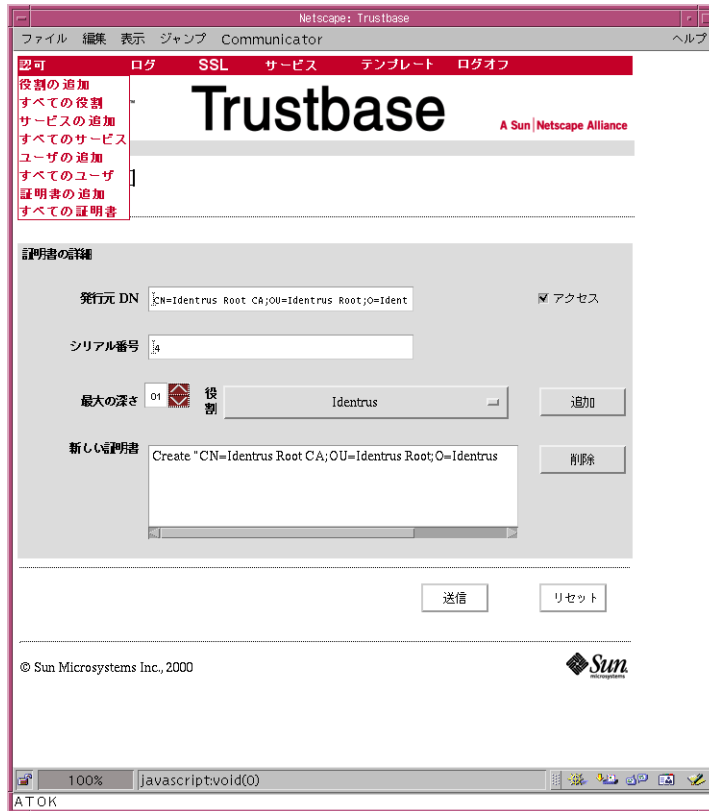 Netscape: Trustbase
ファイル 編集 表示 ジャンプ Communicator ヘルプ
認可 ログ SSL サービス テンプレート ログオフ
役割の追加
すべての役割
サービスの追加
すべてのサービス
ユーザの追加
すべてのユーザ
証明書の追加
すべての証明書
Trustbase
A Sun|Netscape Alliance
証明書の詳細
発行元 DN CN=Identrus Root CA;OU=Identrus Root;O=Ident アクセス
シリアル番号 4
最大の深さ 01 役割 Identrus 追加
新しい証明書 Create "CN=Identrus Root CA;OU=Identrus Root;O=Identrus 削除
送信 リセット
© Sun Microsystems Inc., 2000
Sun
microsystems
100% javascript:void(0)
ATOK